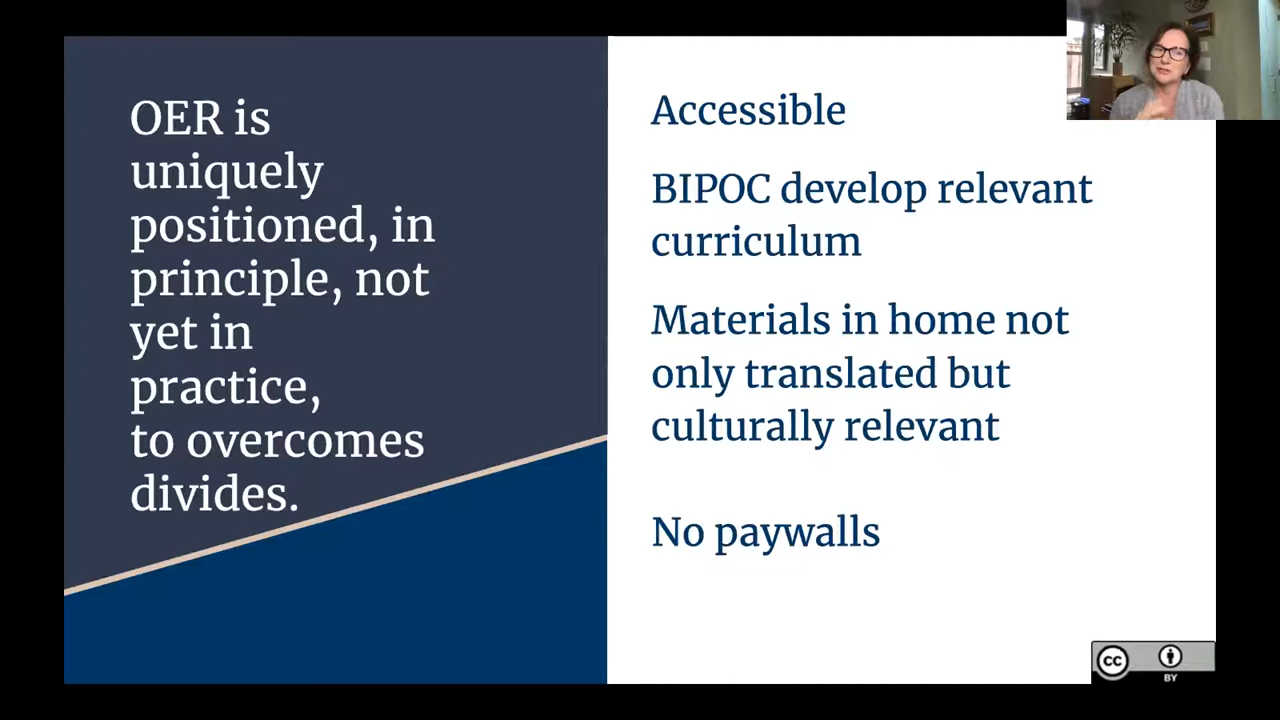 OER is
uniquely
positioned, in
principle, not
yet in
practice,
to overcomes
divides.
Accessible
BIPOC develop relevant
curriculum
Materials in home not
only translated but
culturally relevant
No paywalls
cc
BY